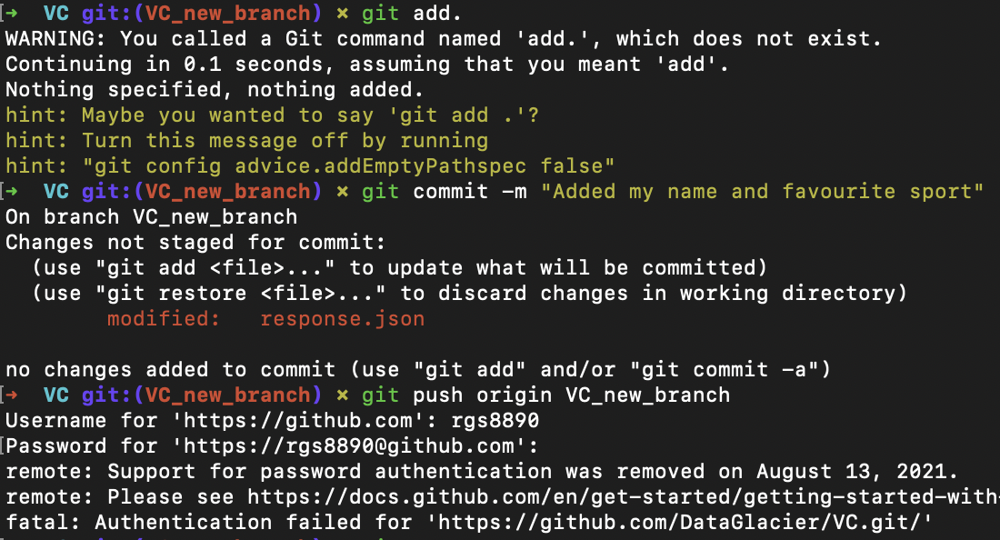 → VC git:(VC_new_branch) × git add.
WARNING: You called a Git command named 'add.', which does not exist.
Continuing in 0.1 seconds, assuming that you meant 'add'.
Nothing specified, nothing added.
hint: Maybe you wanted to say 'git add .'?
hint: Turn this message off by running
hint: "git config advice.addEmptyPathspec false"
→ VC git:(VC_new_branch) × git commit -m "Added my name and favourite sport"
On branch VC_new_branch
Changes not staged for commit:
(use "git add <file>..." to update what will be committed)
(use "git restore <file>..." to discard changes in working directory)
modified: response.json
no changes added to commit (use "git add" and/or "git commit -a")
→ VC git:(VC_new_branch) × git push origin VC_new_branch
Username for 'https://github.com': rgs8890
Password for 'https://rgs8890@github.com':
remote: Support for password authentication was removed on August 13, 2021.
remote: Please see https://docs.github.com/en/get-started/getting-started-with-
fatal: Authentication failed for 'https://github.com/DataGlacier/VC.git/'